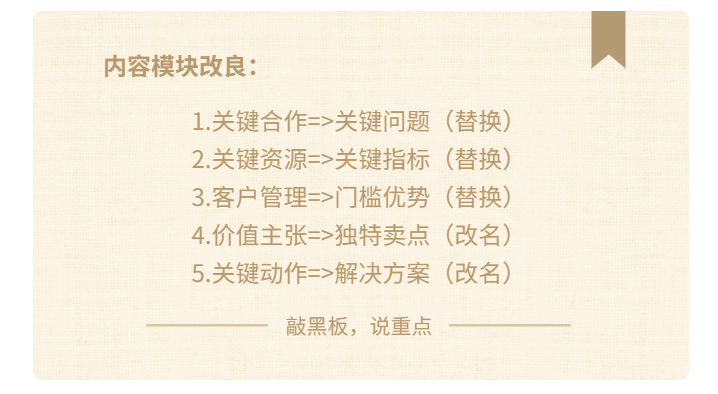 内容模块改良：
1.关键合作=>关键问题（替换）
2.关键资源=>关键指标（替换）
3.客户管理=>门槛优势（替换）
4.价值主张=>独特卖点（改名）
5.关键动作=>解决方案（改名）
敲黑板，说重点